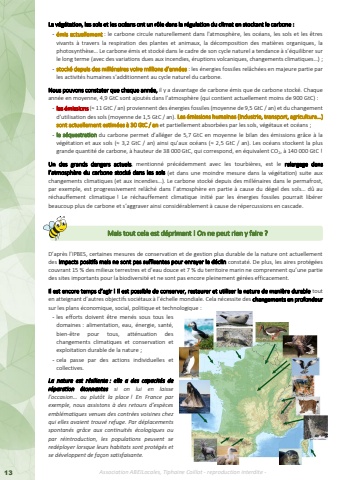 La végétation, les sols et les océans ont un rôle dans la régulation du climat en stockant le carbone :
- émis actuellement : le carbone circule naturellement dans l'atmosphère, les océans, les sols et les êtres
vivants à travers la respiration des plantes et animaux, la décomposition des matières organiques, la
photosynthèse... Le carbone émis et stocké dans le cadre de son cycle naturel a tendance à s'équilibrer sur
le long terme (avec des variations dues aux incendies, éruptions volcaniques, changements climatiques...) ;
- stocké depuis des millénaires voire millions d'années : les énergies fossiles relâchées en majeure partie par
les activités humaines s'additionnent au cycle naturel du carbone.
Nous pouvons constater que chaque année, il y a davantage de carbone émis que de carbone stocké. Chaque
année en moyenne, 4,9 GtC sont ajoutés dans l'atmosphère (qui contient actuellement moins de 900 GtC) :
- les émissions (≈ 11 GtC / an) proviennent des énergies fossiles (moyenne de 9,5 GtC / an) et du changement
d'utilisation des sols (moyenne de 1,5 GtC / an). Les émissions humaines (industrie, transport, agriculture...)
sont actuellement estimées à 30 GtC / an et partiellement absorbées par les sols, végétaux et océans ;
- la séquestration du carbone permet d'alléger de 5,7 GtC en moyenne le bilan des émissions grâce à la
végétation et aux sols (≈ 3,2 GtC / an) ainsi qu'aux océans (≈ 2,5 GtC / an). Les océans stockent la plus
grande quantité de carbone, à hauteur de 38 000 GtC, qui correspond, en équivalent CO₂, à 140 000 GtC !
Un des grands dangers actuels, mentionné précédemment avec les tourbières, est le relargage dans
l'atmosphère du carbone stocké dans les sols (et dans une moindre mesure dans la végétation) suite aux
changements climatiques (et aux incendies...). Le carbone stocké depuis des millénaires dans le permafrost,
par exemple, est progressivement relâché dans l'atmosphère en partie à cause du dégel des sols... dû au
réchauffement climatique ! Le réchauffement climatique initié par les énergies fossiles pourrait libérer
beaucoup plus de carbone et s'aggraver ainsi considérablement à cause de répercussions en cascade.
Mais tout cela est déprimant ! On ne peut rien y faire ?
D'après l'IPBES, certaines mesures de conservation et de gestion plus durable de la nature ont actuellement
des impacts positifs mais ne sont pas suffisantes pour enrayer le déclin constaté. De plus, les aires protégées
couvrant 15 % des milieux terrestres et d'eau douce et 7 % du territoire marin ne comprennent qu'une partie
des sites importants pour la biodiversité et ne sont pas encore pleinement gérées efficacement.
Il est encore temps d'agir ! Il est possible de conserver, restaurer et utiliser la nature de manière durable tout
en atteignant d'autres objectifs sociétaux à l'échelle mondiale. Cela nécessite des changements en profondeur
sur les plans économique, social, politique et technologique :
- les efforts doivent être menés sous tous les
domaines : alimentation, eau, énergie, santé,
bien-être pour tous, atténuation des
changements climatiques et conservation et
exploitation durable de la nature ;
- cela passe par des actions individuelles et
collectives.
La nature est résiliente : elle a des capacités de
réparation étonnantes si on lui en laisse
l'occasion... ou plutôt la place ! En France par
exemple, nous assistons à des retours d'espèces
emblématiques venues des contrées voisines chez
qui elles avaient trouvé refuge. Par déplacements
spontanés grâce aux continuités écologiques ou
par réintroduction, les populations peuvent se
redéployer lorsque leurs habitats sont protégés et
se développent de façon satisfaisante.
13